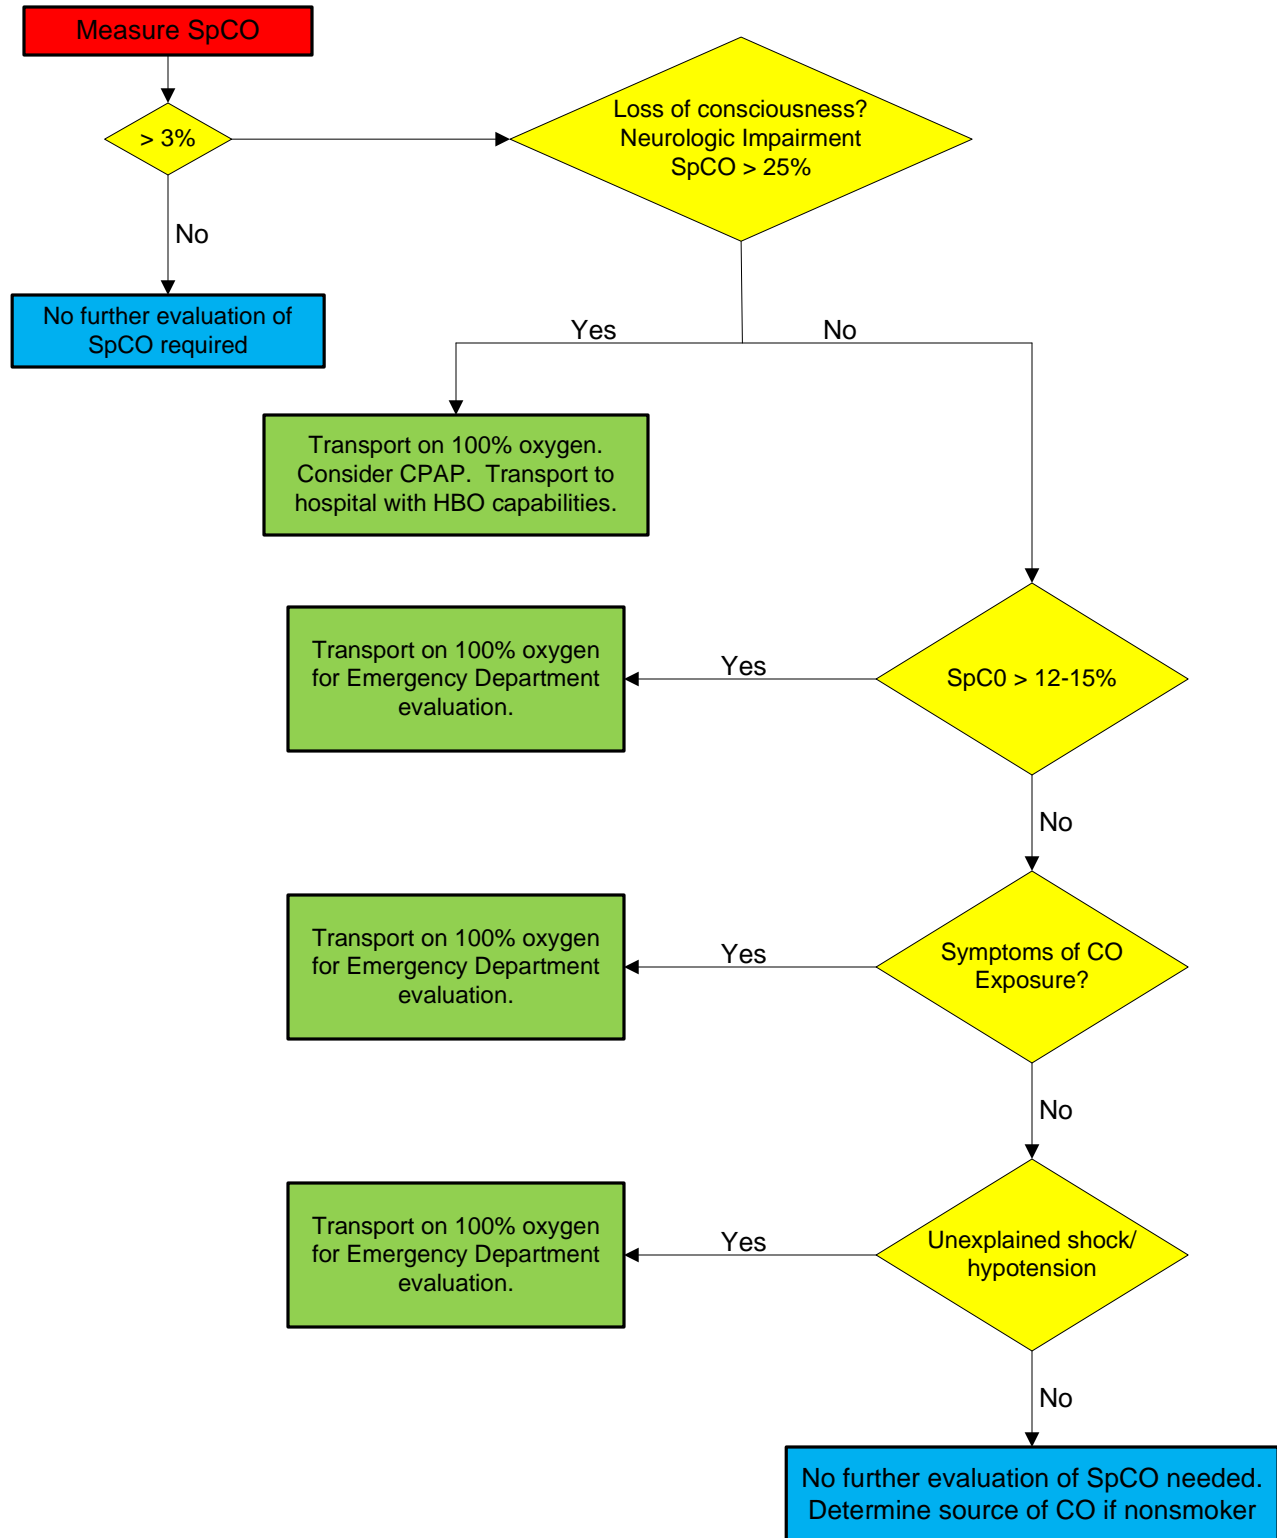 Measure SpCO
> 3%
Loss of consciousness?
Neurologic Impairment
SpCO > 25%
No
No further evaluation of
SpCO required
Yes
No
Transport on 100% oxygen.
Consider CPAP. Transport to
hospital with HBO capabilities.
Transport on 100% oxygen
for Emergency Department
evaluation.
Yes
SpC0 > 12-15%
No
Transport on 100% oxygen
for Emergency Department
evaluation.
Yes
Symptoms of CO
Exposure?
No
Transport on 100% oxygen
for Emergency Department
evaluation.
Yes
Unexplained shock/
hypotension
No
No further evaluation of SpCO needed.
Determine source of CO if nonsmoker